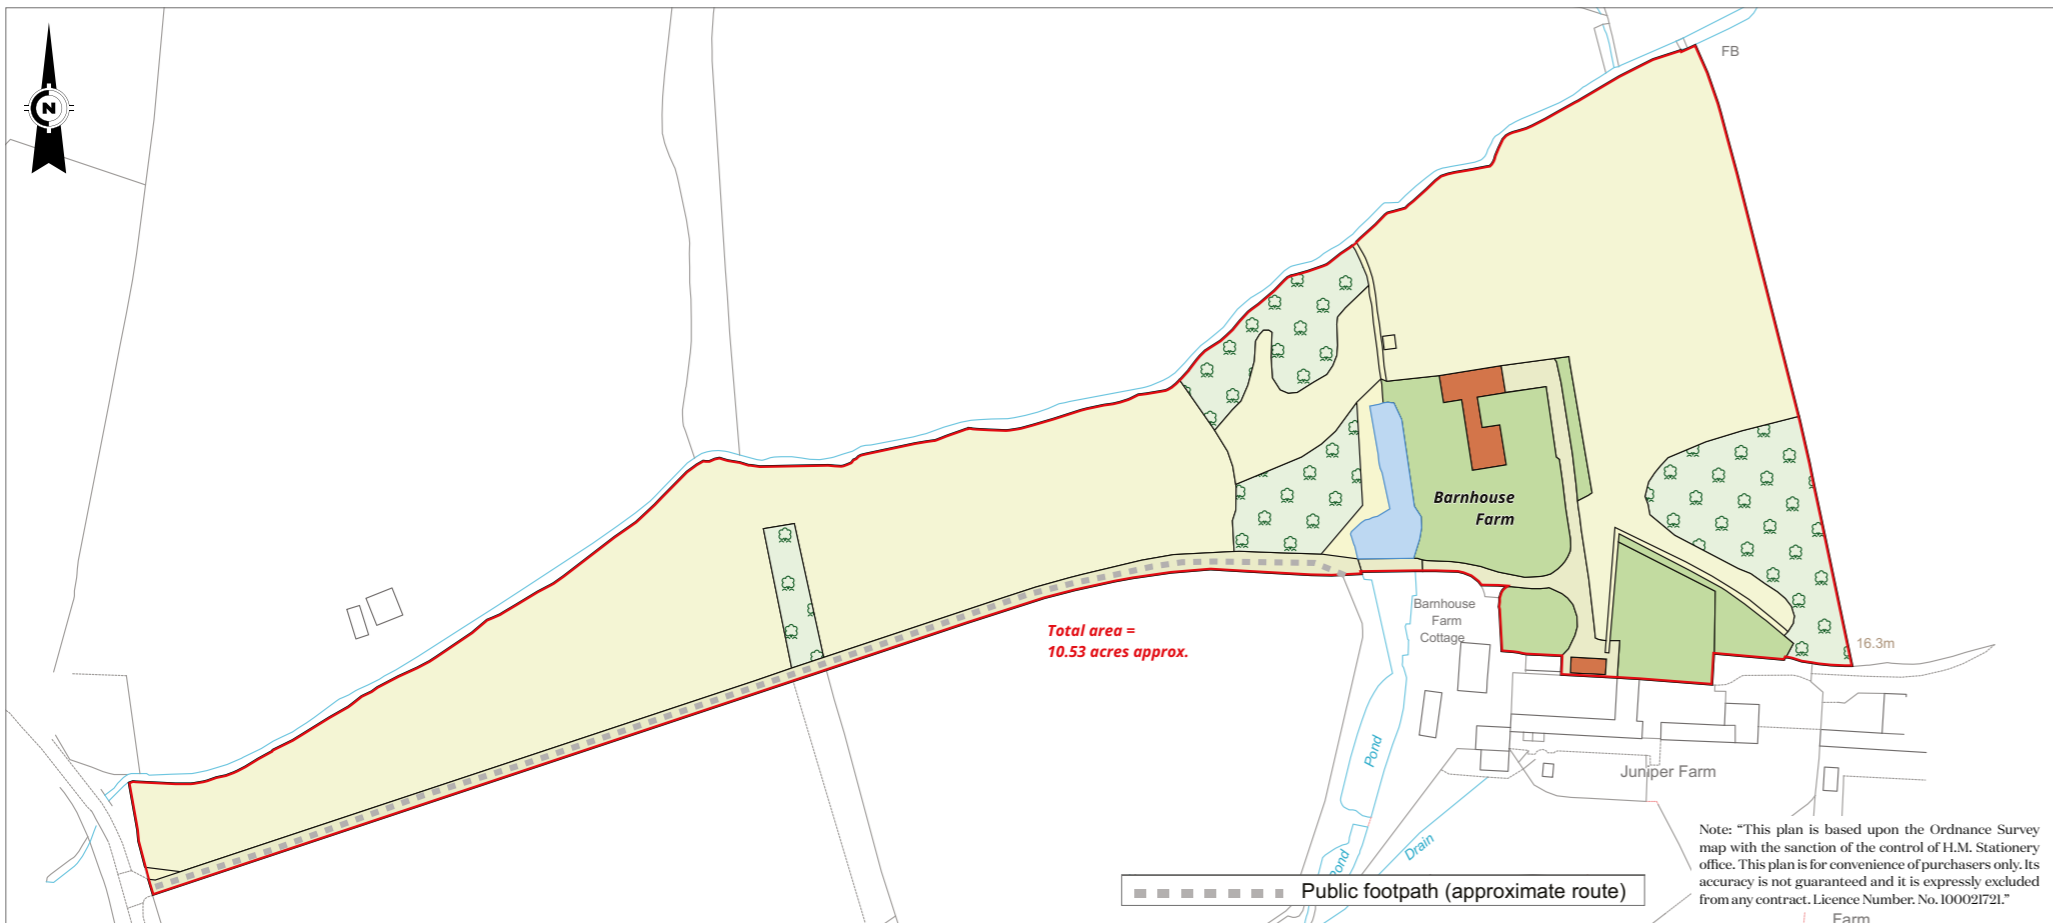 N
FB
Barnhouse
Farm
Total area =
10.53 acres approx.
Barnhouse
Farm
Cottage
16.3m
Pond
Juniper Farm
Pond
Drain
Public footpath (approximate route)
Note: “This plan is based upon the Ordnance Survey
map with the sanction of the control of H.M. Stationery
office. This plan is for convenience of purchasers only. Its
accuracy is not guaranteed and it is expressly excluded
from any contract. Licence Number. No. 100021721.”
Farm